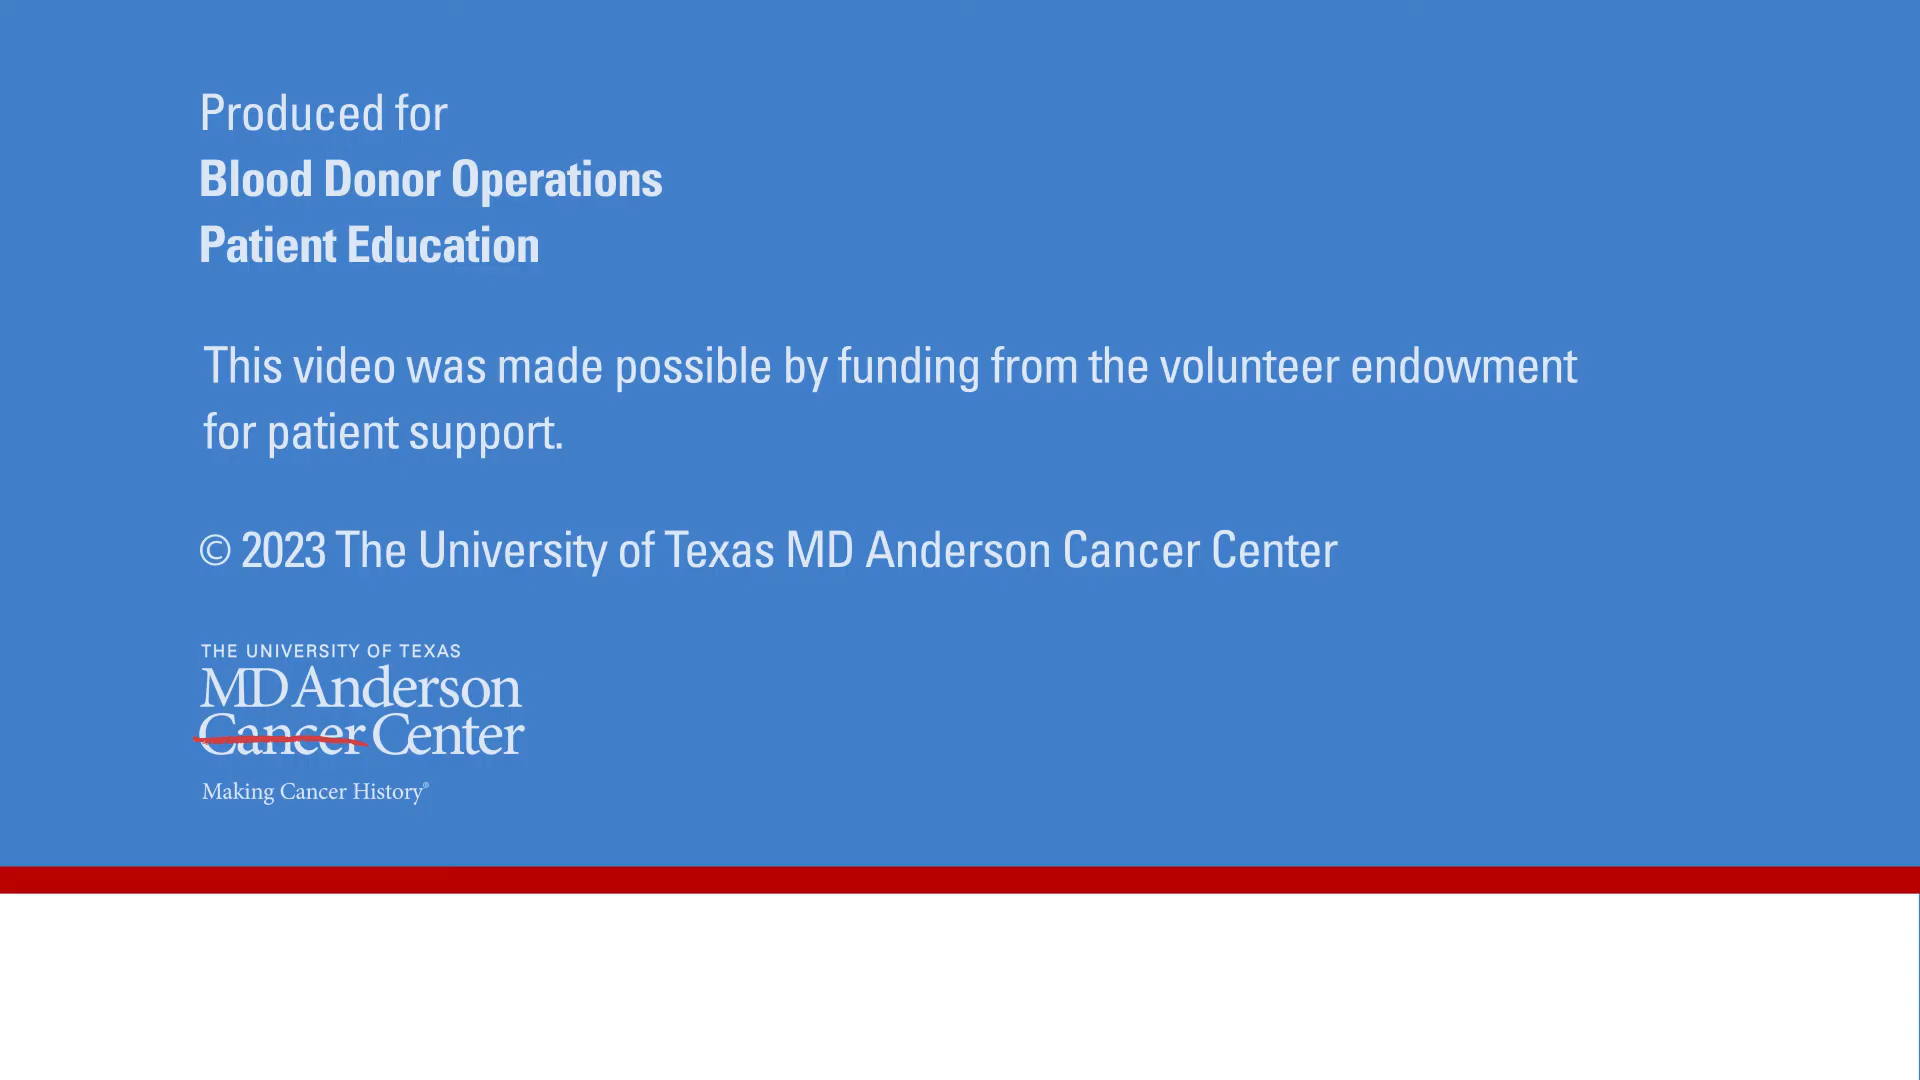 Produced for
Blood Donor Operations
Patient Education
This video was made possible by funding from the volunteer endowment
for patient support.
© 2023 The University of Texas MD Anderson Cancer Center
THE UNIVERSITY OF TEXAS
MD Anderson
Cancer Center
Making Cancer History®